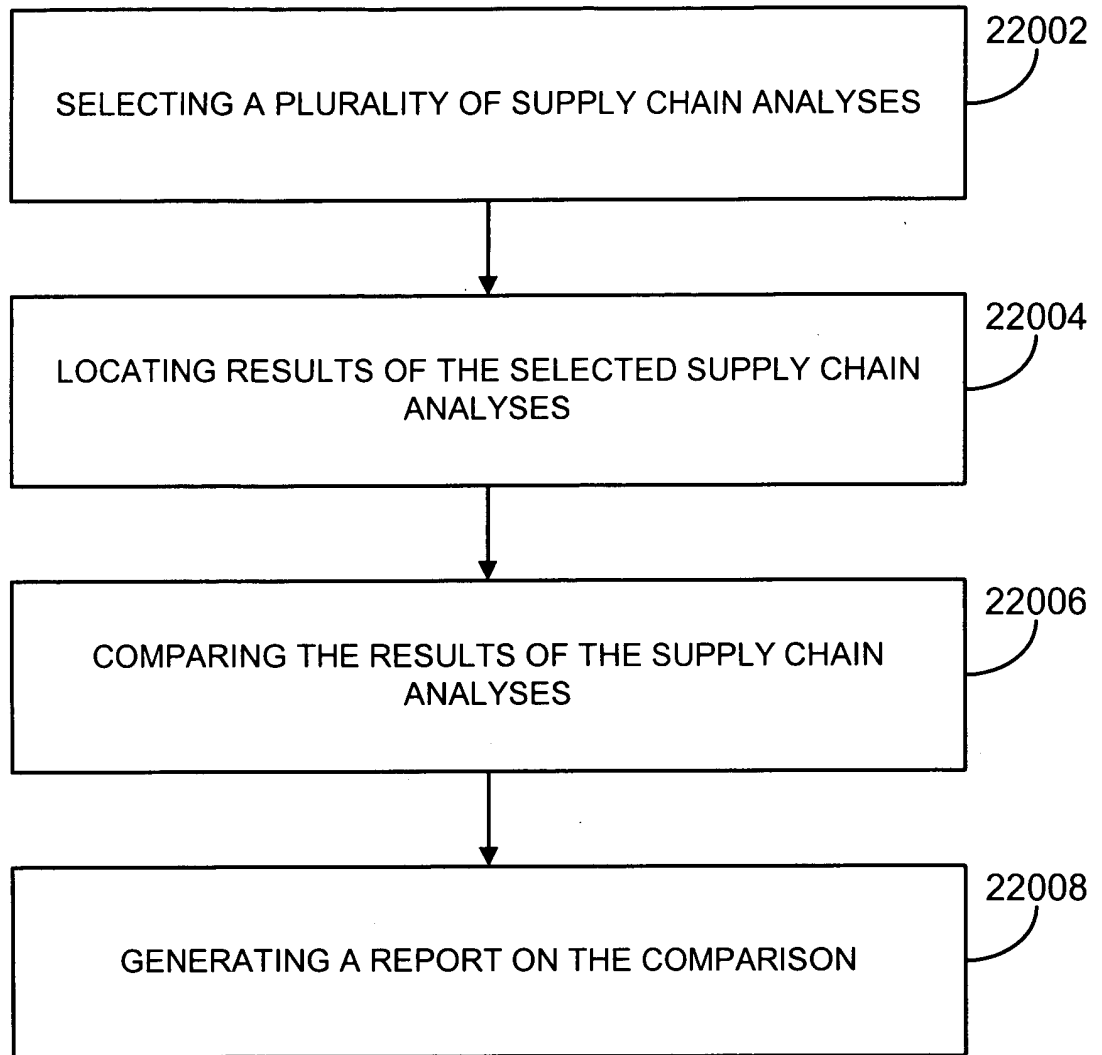 22002
SELECTING A PLURALITY OF SUPPLY CHAIN ANALYSES
22004
LOCATING RESULTS OF THE SELECTED SUPPLY CHAIN
ANALYSES
22006
COMPARING THE RESULTS OF THE SUPPLY CHAIN
ANALYSES
22008
GENERATING A REPORT ON THE COMPARISON